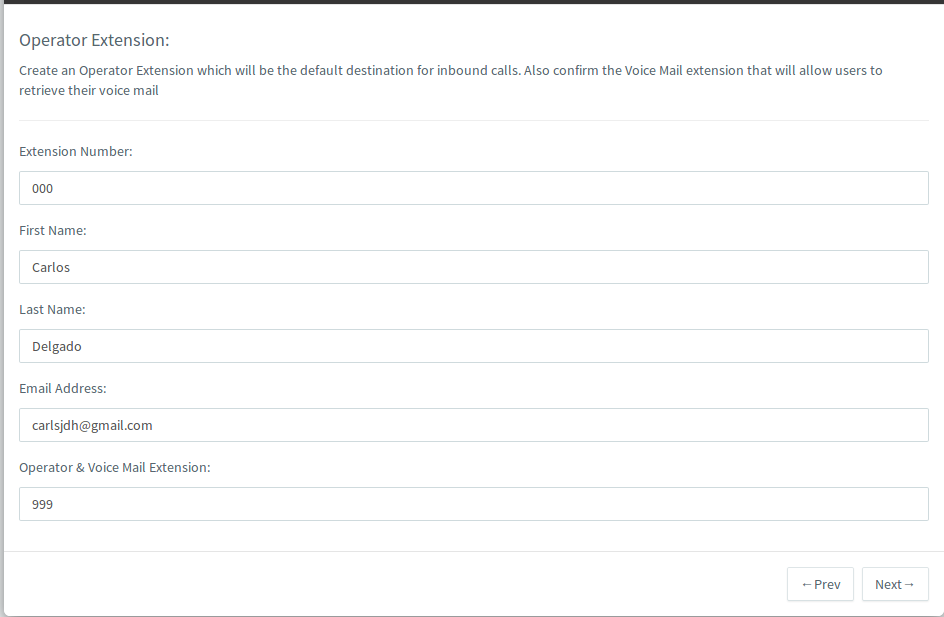 Operator Extension:
Create an Operator Extension which will be the default destination for inbound calls. Also confirm the Voice Mail extension that will allow users to
retrieve their voice mail
Extension Number:
000
First Name:
Carlos
Last Name:
Delgado
Email Address:
carlsjdh@gmail.com
Operator & Voice Mail Extension:
999
←Prev Next→